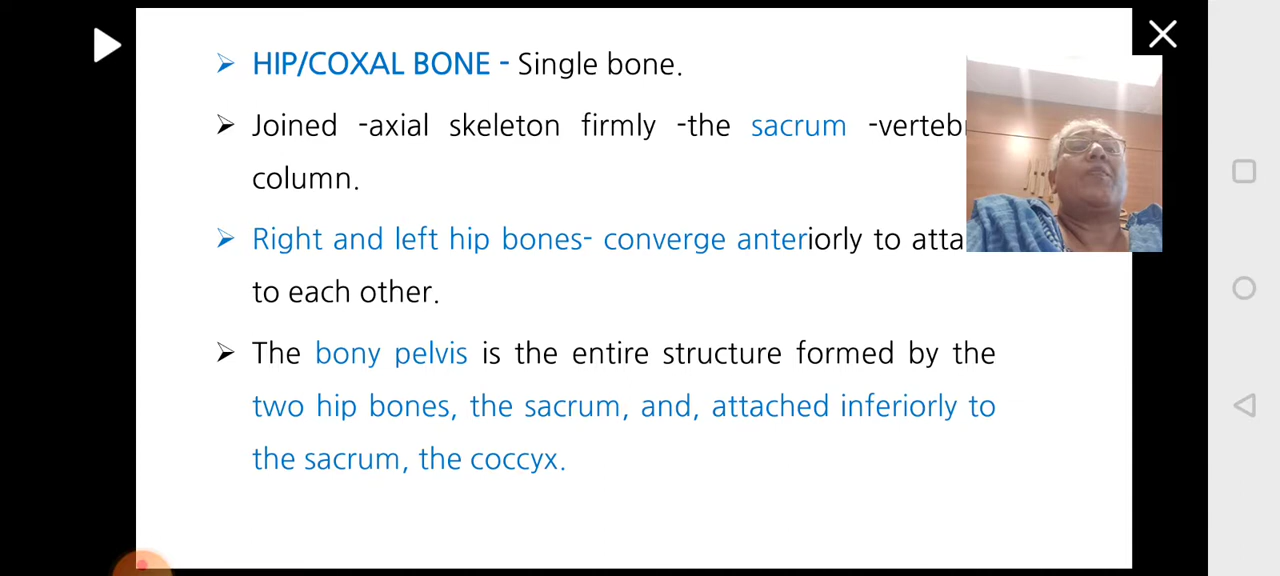 ➢ HIP/COXAL BONE - Single bone.
➢ Joined -axial skeleton firmly -the sacrum
column.
➢ Right and left hip bones- converge anteriorly to
to each other.
➢ The bony pelvis is the entire structure formed by the
two hip bones, the sacrum, and, attached inferiorly to
the sacrum, the coccyx.